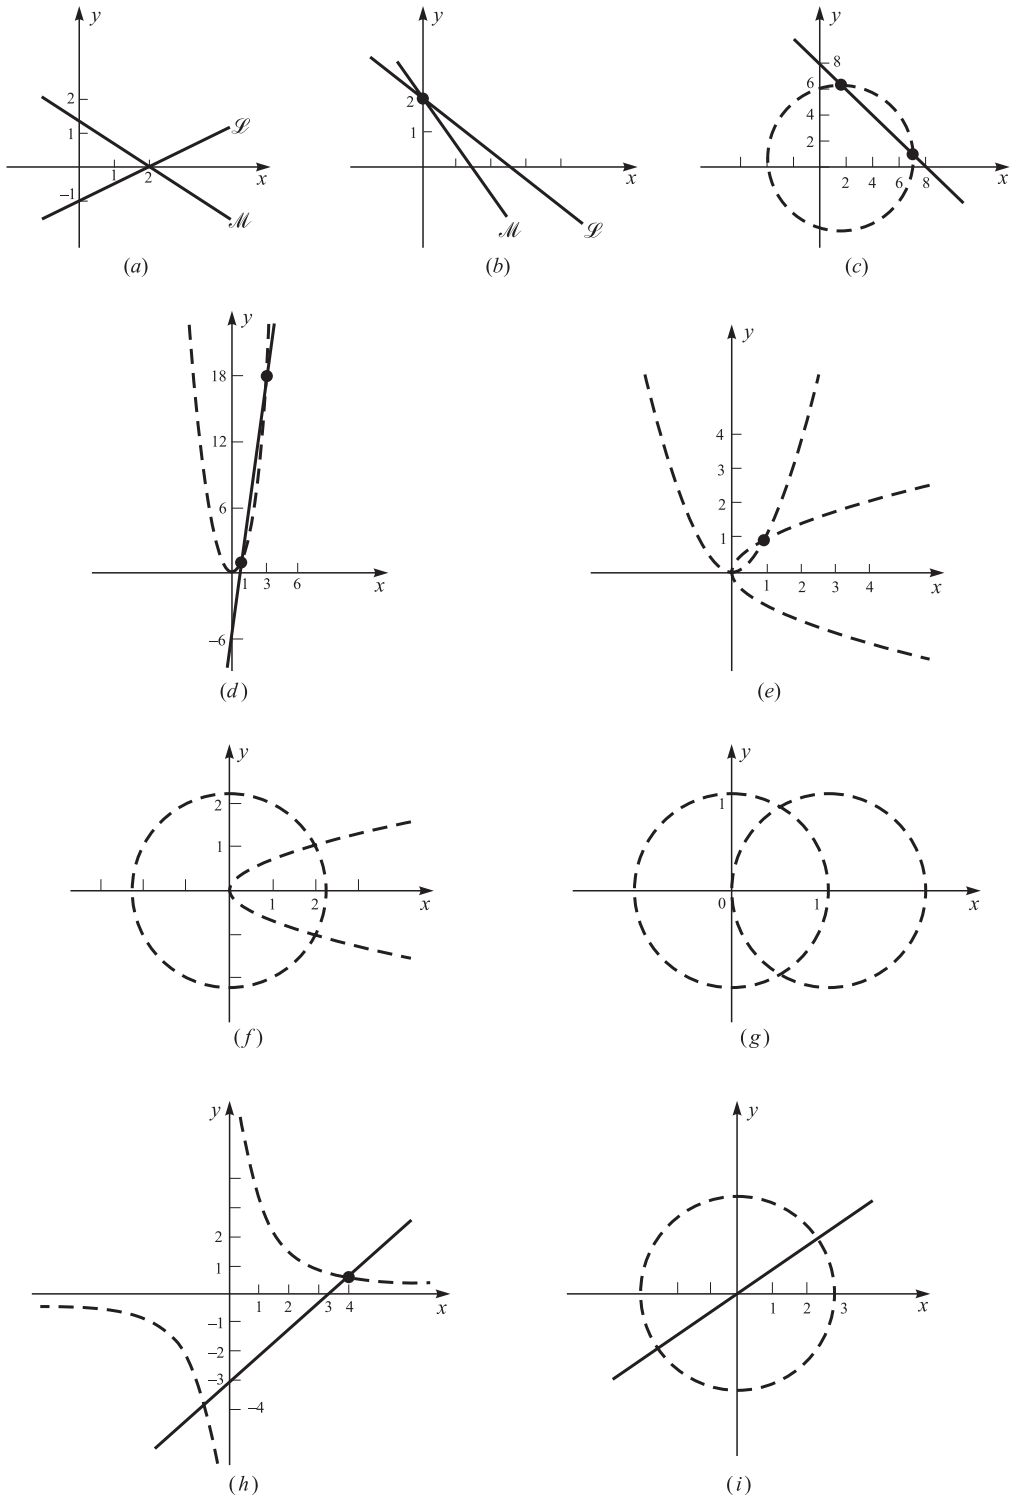 y
2
1
1
2
−1
x
ℒ
ℳ
(a)
y
2
1
x
ℳ
ℒ
(b)
y
8
6
4
2
2 4 6 8
x
(c)
y
18
12
6
1 3 6
x
−6
(d)
y
4
3
2
1
1 2 3 4
x
(e)
y
2
1
1 2
x
(f)
y
1
0 1
x
(g)
y
2
1
1 2 3 4
x
−1
−2
−3
−4
(h)
y
1 2 3
x
(i)